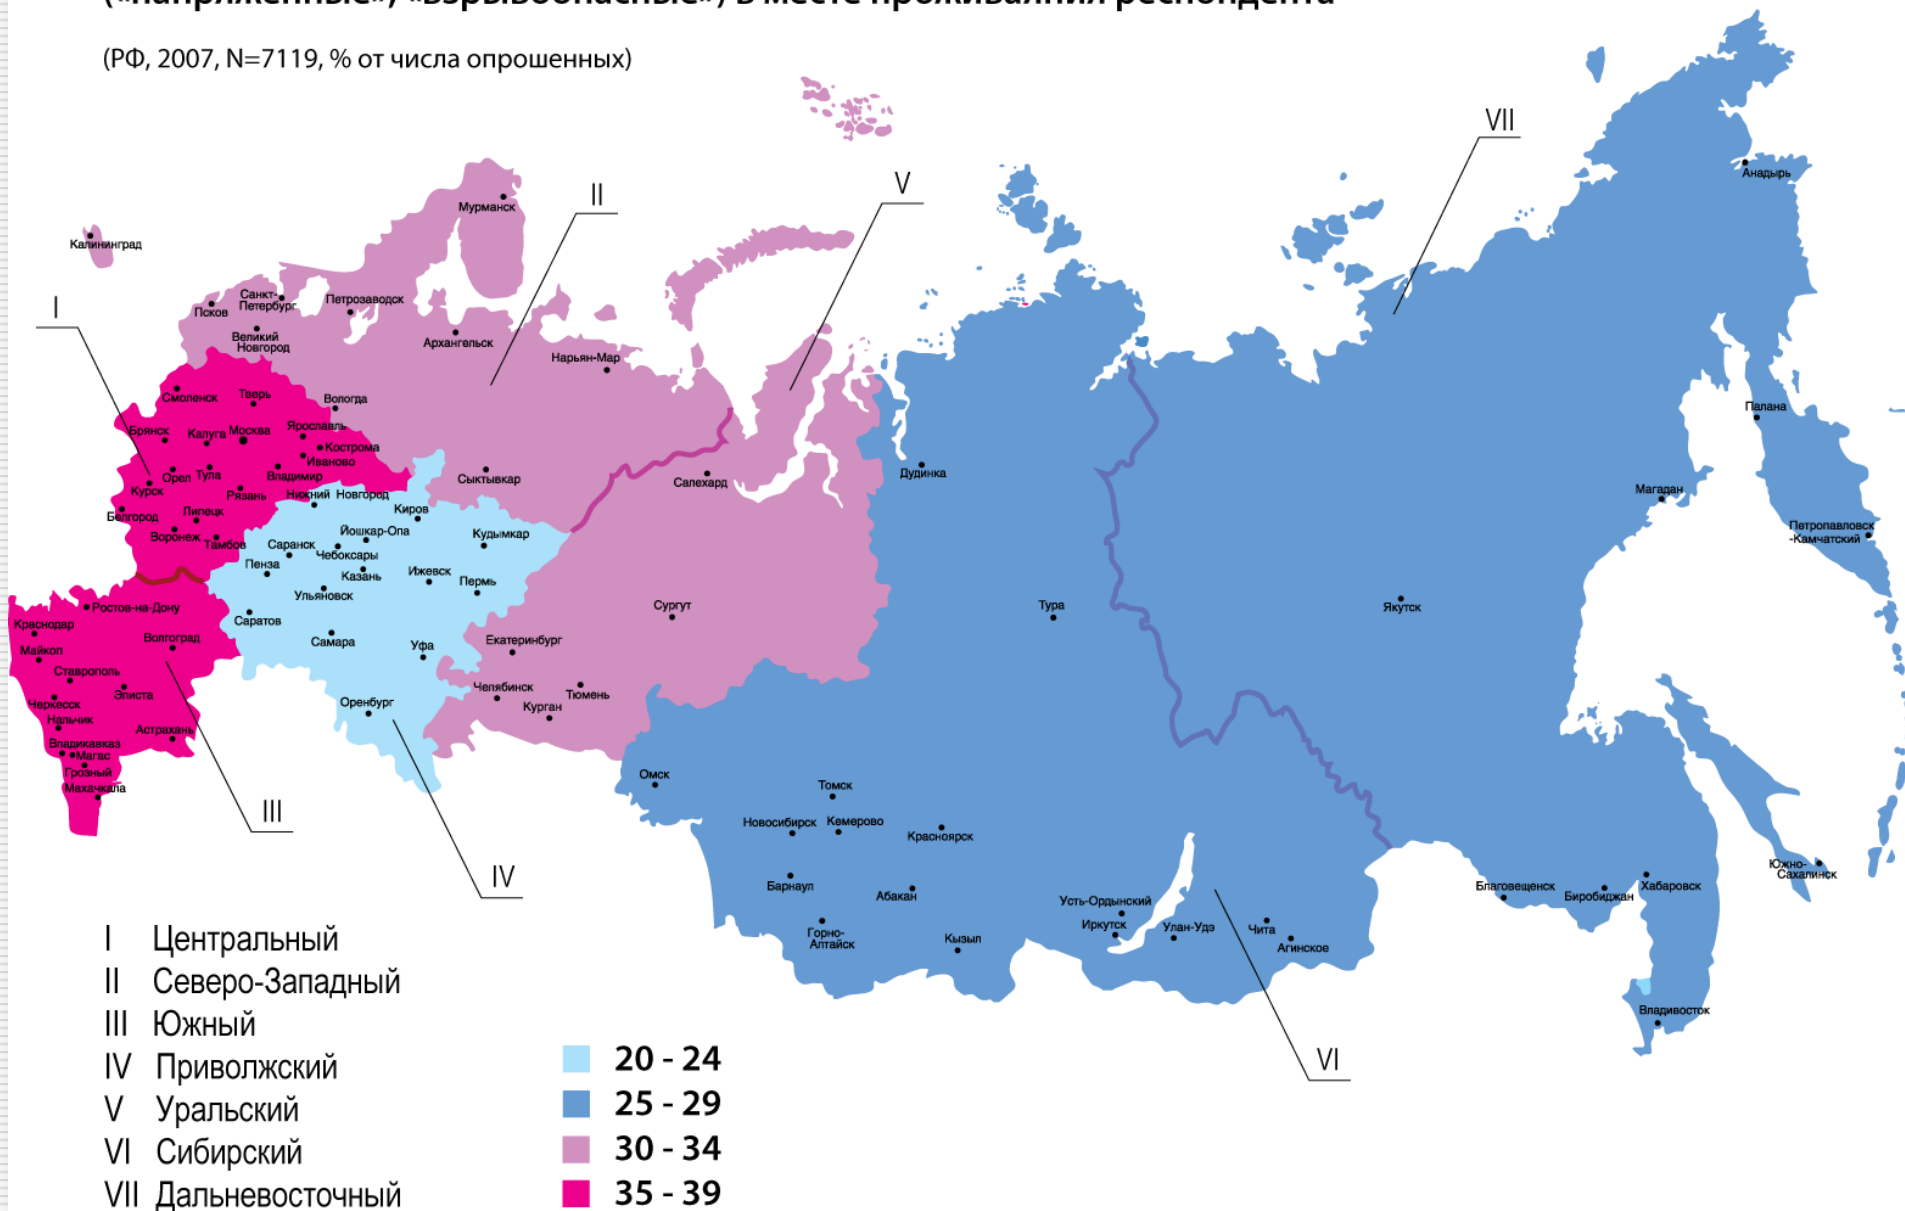 («напряженные», «взрывоопасные») в месте проживаяния респондента
(РФ, 2007, N=7119, % от числа опрошенных)
VII
V
II
I
Анадырь
Мурманск
Калининград
Санкт-
Петербург
Петрозаводск
Псков
Великий
Новгород
Архангельск
Нарьян-Мар
Смоленск
Тверь
Вологда
Палана
Брянск
Калуга
Москва
Ярославль
Кострома
Иваново
Орел
Тула
Владимир
Сыктывкар
Салехард
Дудинка
Курск
Рязань
Нижний Новгород
Магадан
Белгород
Липецк
Киров
Воронеж
Тамбов
Йошкар-Ола
Кудымкар
Петропавловск
-Камчатский
Саранск
Чебоксары
Пенза
Казань
Ижевск
Пермь
Ульяновск
Ростов-на-Дону
Сургут
Тура
Якутск
Краснодар
Саратов
Волгоград
Самара
Уфа
Екатеринбург
Майкоп
Ставрополь
Элиста
Челябинск
Тюмень
Черкесск
Оренбург
Курган
Нальчик
Астрахань
Владикавказ
Магас
Грозный
Махачкала
Омск
Томск
Новосибирск
Кемерово
Красноярск
III
IV
Барнаул
Абакан
Усть-Ордынский
Иркутск
Улан-Удэ
Чита
Агинское
Благовещенск
Биробиджан
Хабаровск
Южно-
Сахалинск
Горно-
Алтайск
Кызыл
Владивосток
VI
I Центральный
II Северо-Западный
III Южный
IV Приволжский
V Уральский
VI Сибирский
VII Дальневосточный
20 - 24
25 - 29
30 - 34
35 - 39